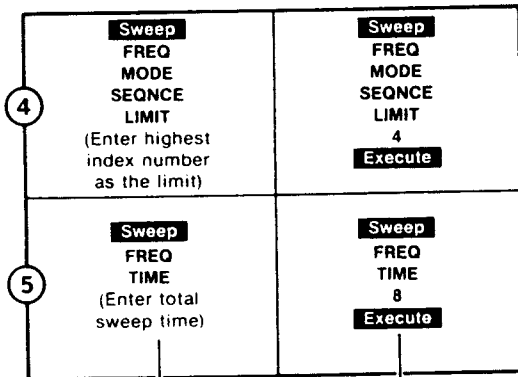 4
Sweep
FREQ
MODE
SEQNCE
LIMIT
(Enter highest
index number
as the limit)
Sweep
FREQ
MODE
SEQNCE
LIMIT
4
Execute
5
Sweep
FREQ
TIME
(Enter total
sweep time)
Sweep
FREQ
TIME
8
Execute